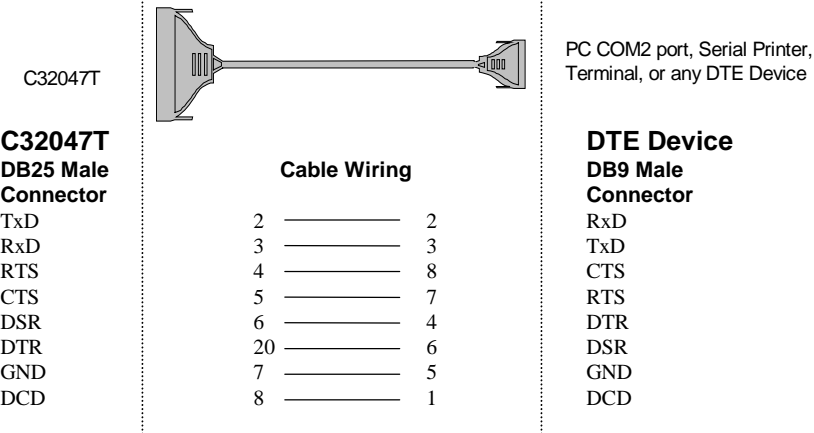 C32047T
PC COM2 port, Serial Printer,
Terminal, or any DTE Device
C32047T
DB25 Male
Connector
Cable Wiring
DTE Device
DB9 Male
Connector
TxD 2 2 RxD
RxD 3 3 TxD
RTS 4 8 CTS
CTS 5 7 RTS
DSR 6 4 DTR
DTR 20 6 DSR
GND 7 5 GND
DCD 8 1 DCD